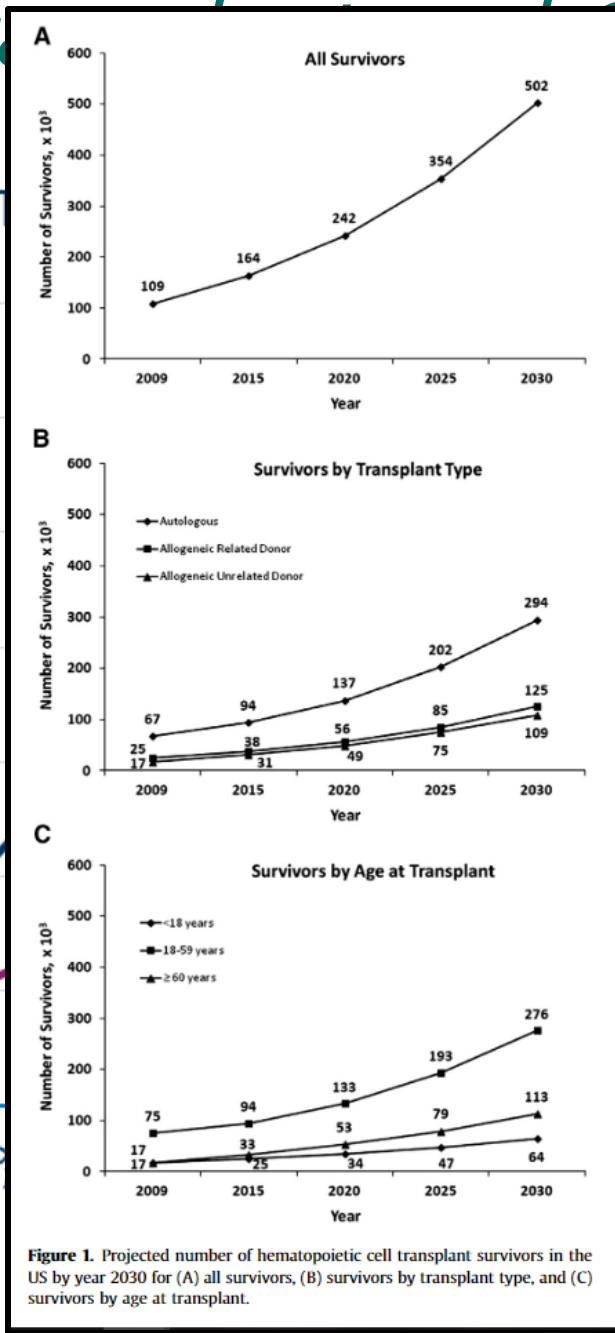 A
All Survivors
Number of Survivors, x 10³
600
500
400
300
200
100
0
109
164
242
354
502
2009 2015 2020 2025 2030
Year
B
Survivors by Transplant Type
Number of Survivors, x 10³
600
500
400
300
200
100
0
Autologous
Allogeneic Related Donor
Allogeneic Unrelated Donor
67 94 137 202 294
25 38 56 85 125
17 31 49 75 109
2009 2015 2020 2025 2030
Year
C
Survivors by Age at Transplant
Number of Survivors, x 10³
600
500
400
300
200
100
0
<18 years
18-59 years
≥60 years
75 94 133 193 276
17 33 53 79 113
17 25 34 47 64
2009 2015 2020 2025 2030
Year
Figure 1. Projected number of hematopoietic cell transplant survivors in the
US by year 2030 for (A) all survivors, (B) survivors by transplant type, and (C)
survivors by age at transplant.